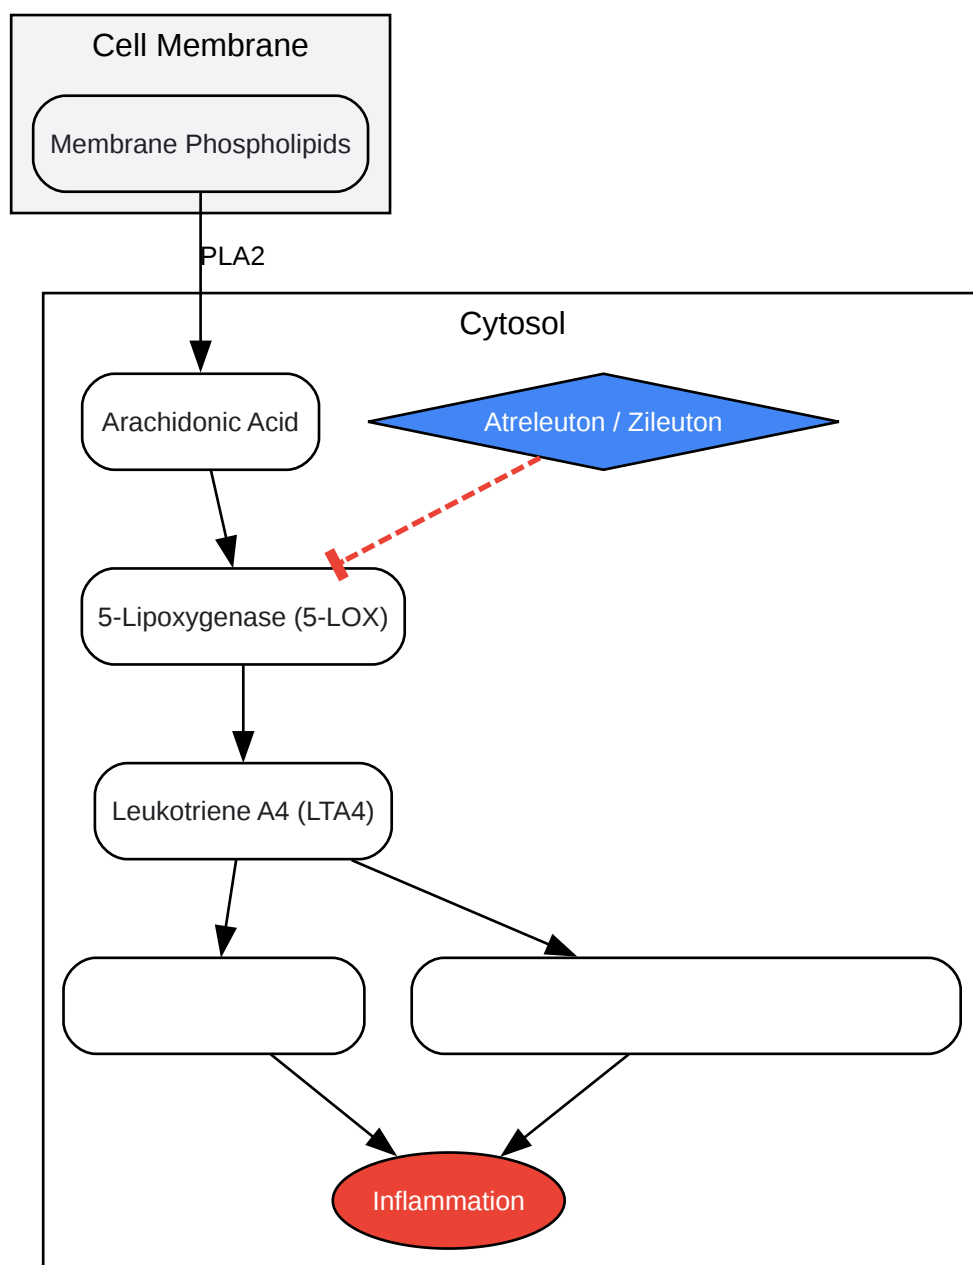 Cell Membrane
Membrane Phospholipids
PLA2
Cytosol
Arachidonic Acid
Atreleuton / Zileuton
5-Lipoxygenase (5-LOX)
Leukotriene A4 (LTA4)
Inflammation